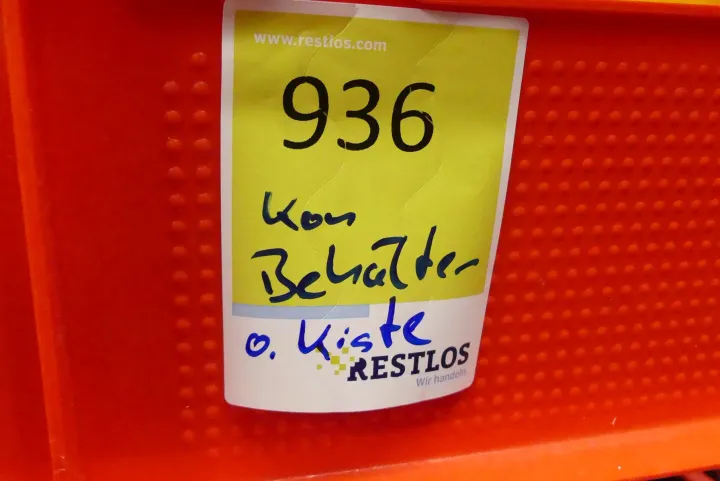 www.restlos.com
936
Kon
Behälter
o. Kiste
RESTLOS
Wir handeln.